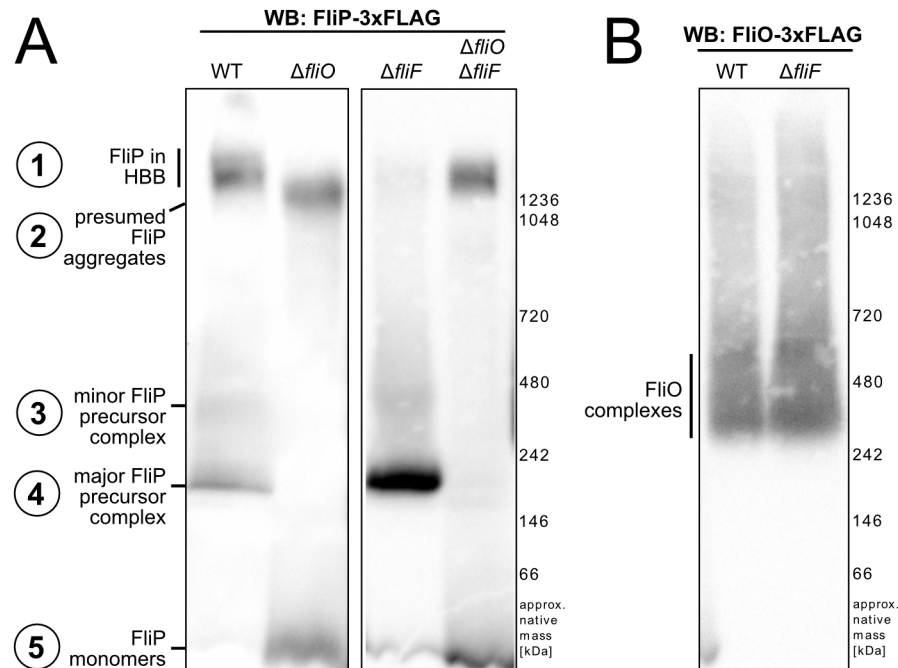 A
WB: FliP-3xFLAG
WT
ΔfliO
ΔfliF
ΔfliO
ΔfliF
1
FliP in
HBB
2
presumed
FliP
aggregates
3
minor FliP
precursor
complex
4
major FliP
precursor
complex
5
FliP
monomers
1236
1048
720
480
242
146
66
approx.
native
mass
[kDa]
B
WB: FliO-3xFLAG
WT
ΔfliF
FliO
complexes
1236
1048
720
480
242
146
66
approx.
native
mass
[kDa]